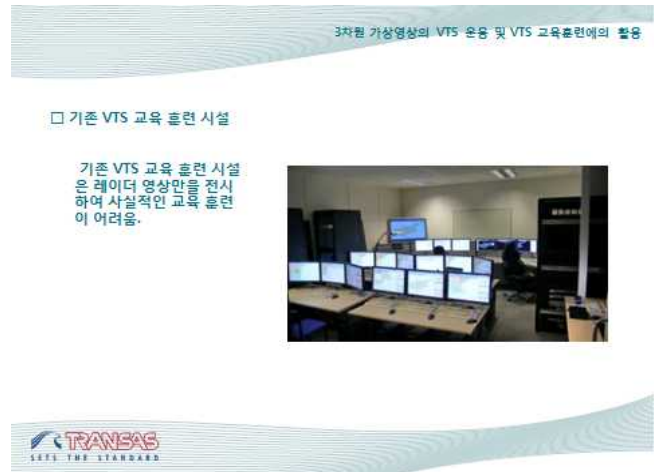 3차원 가상영상의 VTS 운용 및 VTS 교육훈련에의 활용
□ 기존 VTS 교육 훈련 시설
기존 VTS 교육 훈련 시설
은 레이더 영상만을 전시
하여 사실적인 교육 훈련
이 어려움.
TRANSAS
SETS THE STANDARD